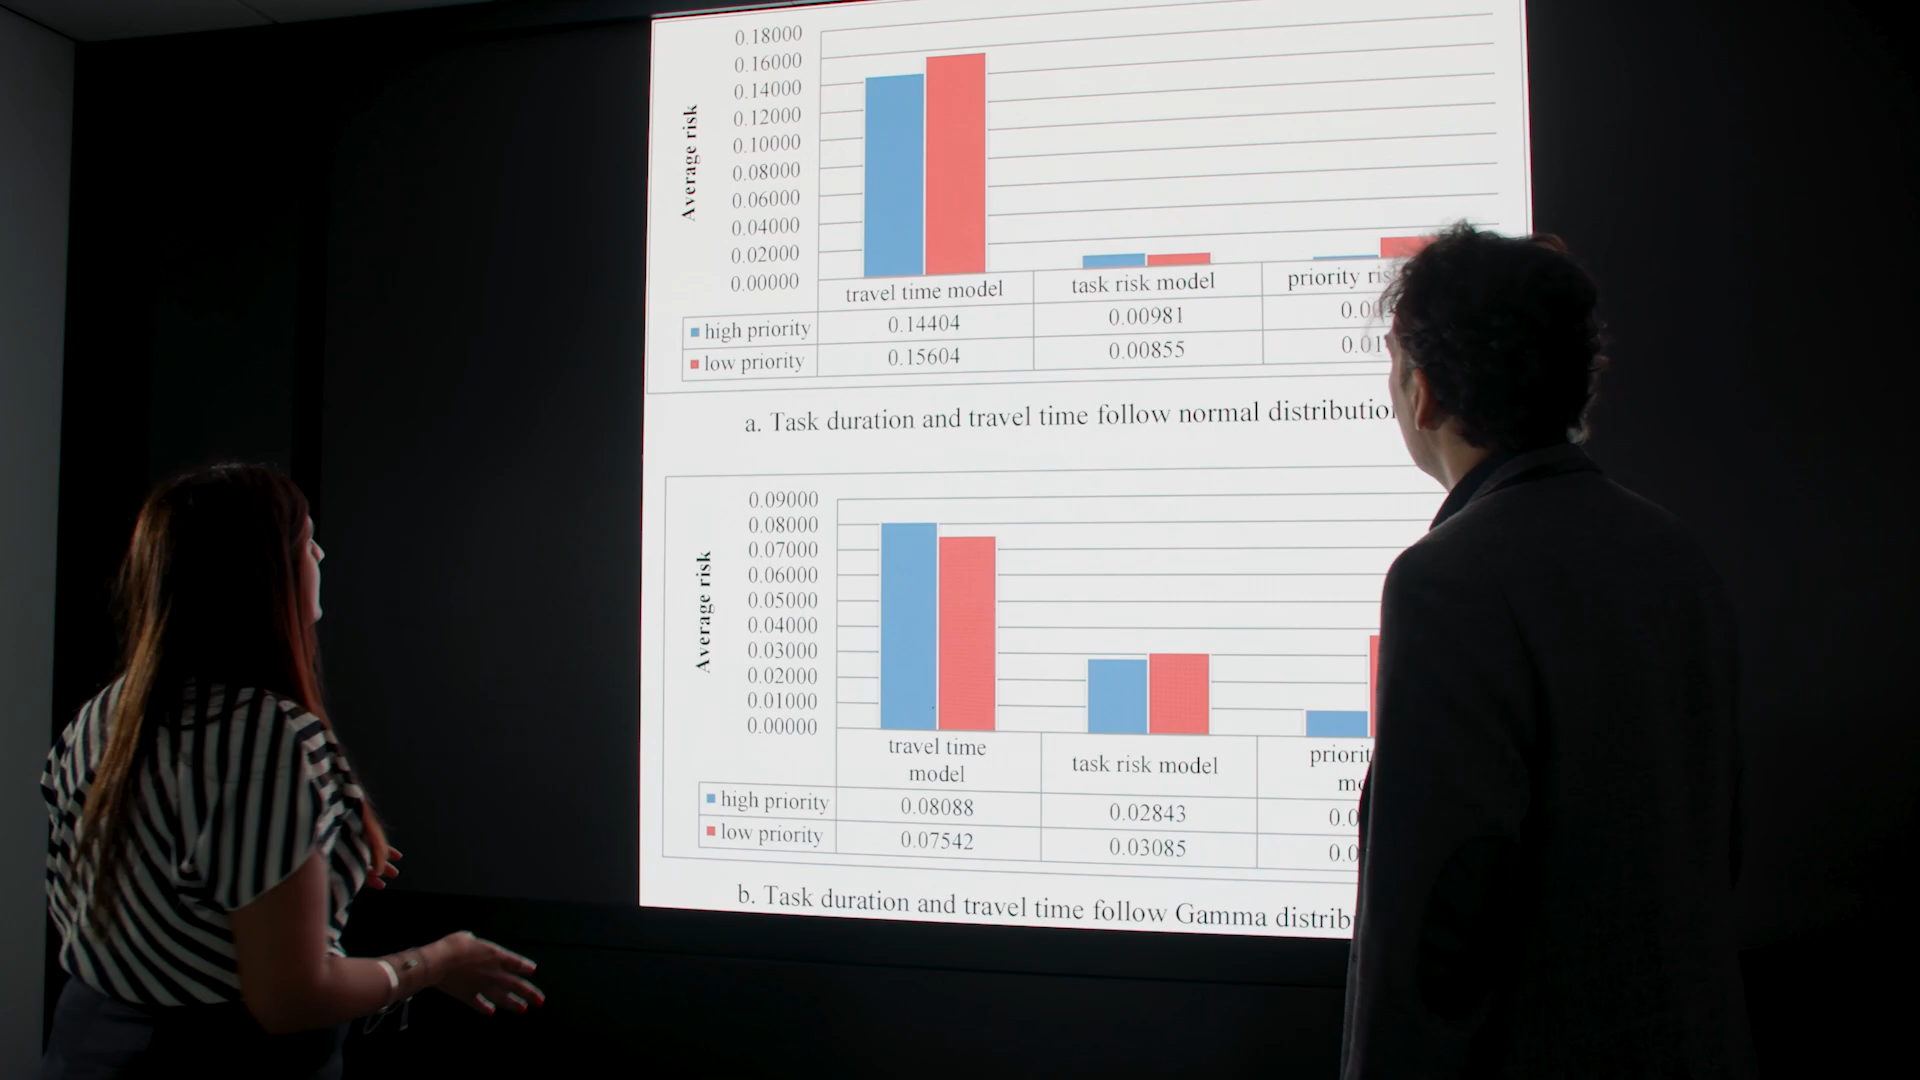 0.18000
0.16000
0.14000
0.12000
0.10000
0.08000
0.06000
0.04000
0.02000
0.00000
Average risk
travel time model task risk model priority
high priority 0.14404 0.00981
low priority 0.15604 0.00855
a. Task duration and travel time follow normal
0.09000
0.08000
0.07000
0.06000
0.05000
0.04000
0.03000
0.02000
0.01000
0.00000
Average risk
travel time
model
task risk model
high priority 0.08088 0.02843
low priority 0.07542 0.03085
b. Task duration and travel time follow Gamma